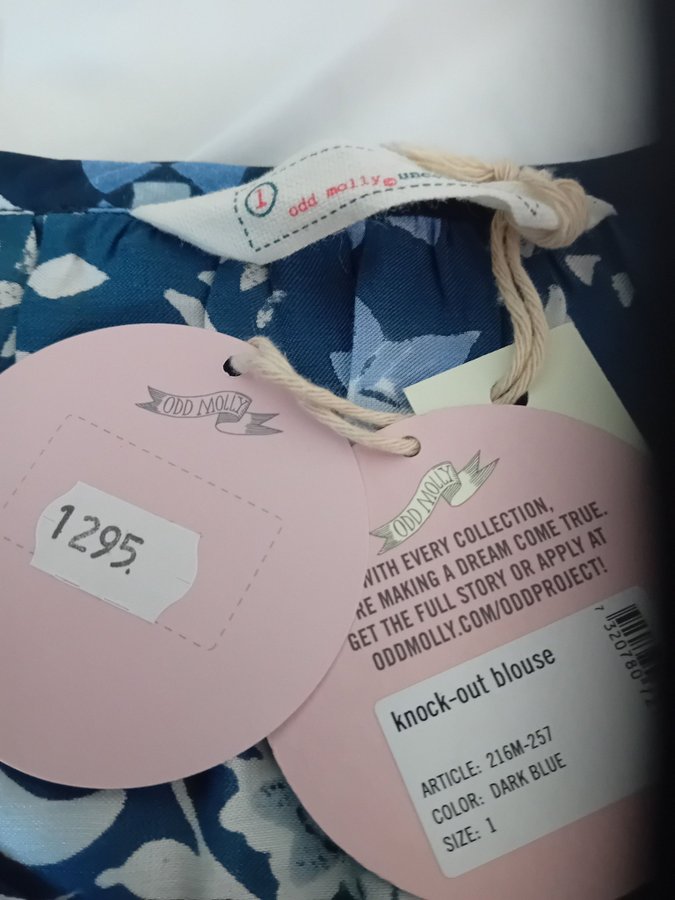 1
odd molly
ODD MOLLY
1295.
ODD MOLLY
WITH EVERY COLLECTION,
RE MAKING A DREAM COME TRUE.
GET THE FULL STORY OR APPLY AT
ODDMOLLY.COM/ODDPROJECT!
knock-out blouse
ARTICLE: 216M-257
COLOR: DARK BLUE
SIZE: 1